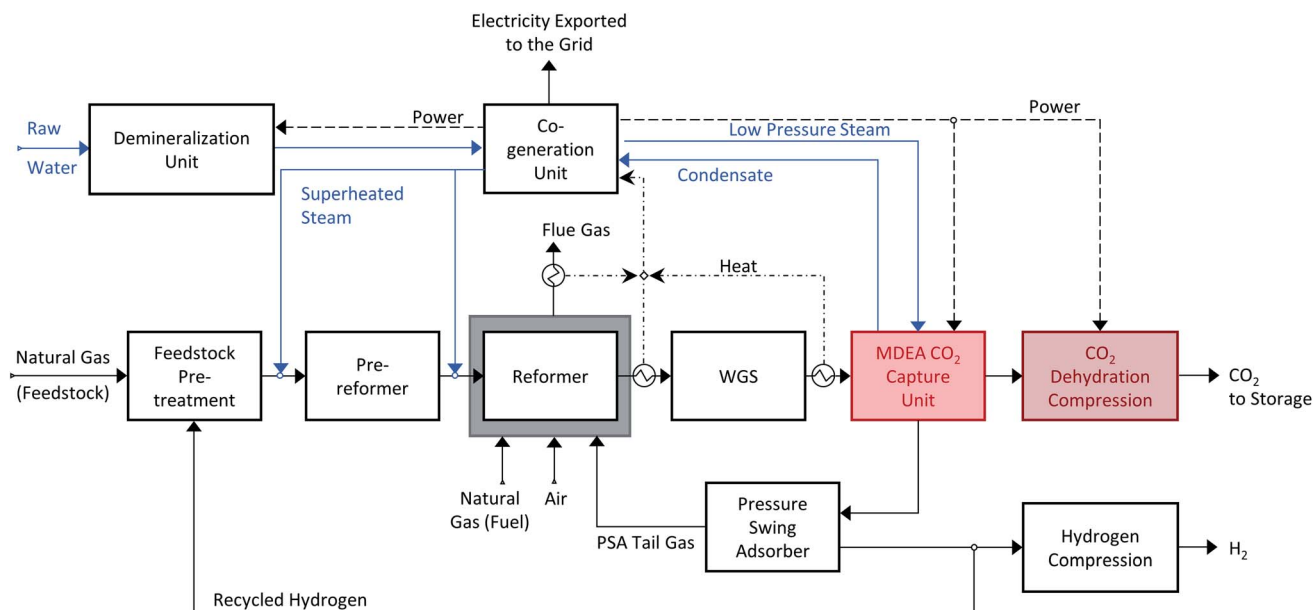 Electricity Exported
to the Grid
Raw
Water
Demineralization
Unit
Power
Co-
generation
Unit
Power
Low Pressure Steam
Condensate
Superheated
Steam
Flue Gas
Heat
Natural Gas
(Feedstock)
Feedstock
Pre-
treatment
Pre-
reformer
Reformer
WGS
MDEA CO₂
Capture
Unit
CO₂
Dehydration
Compression
CO₂
to Storage
Natural
Gas (Fuel)
Air
PSA Tail Gas
Pressure
Swing
Adsorber
Hydrogen
Compression
H₂
Recycled Hydrogen